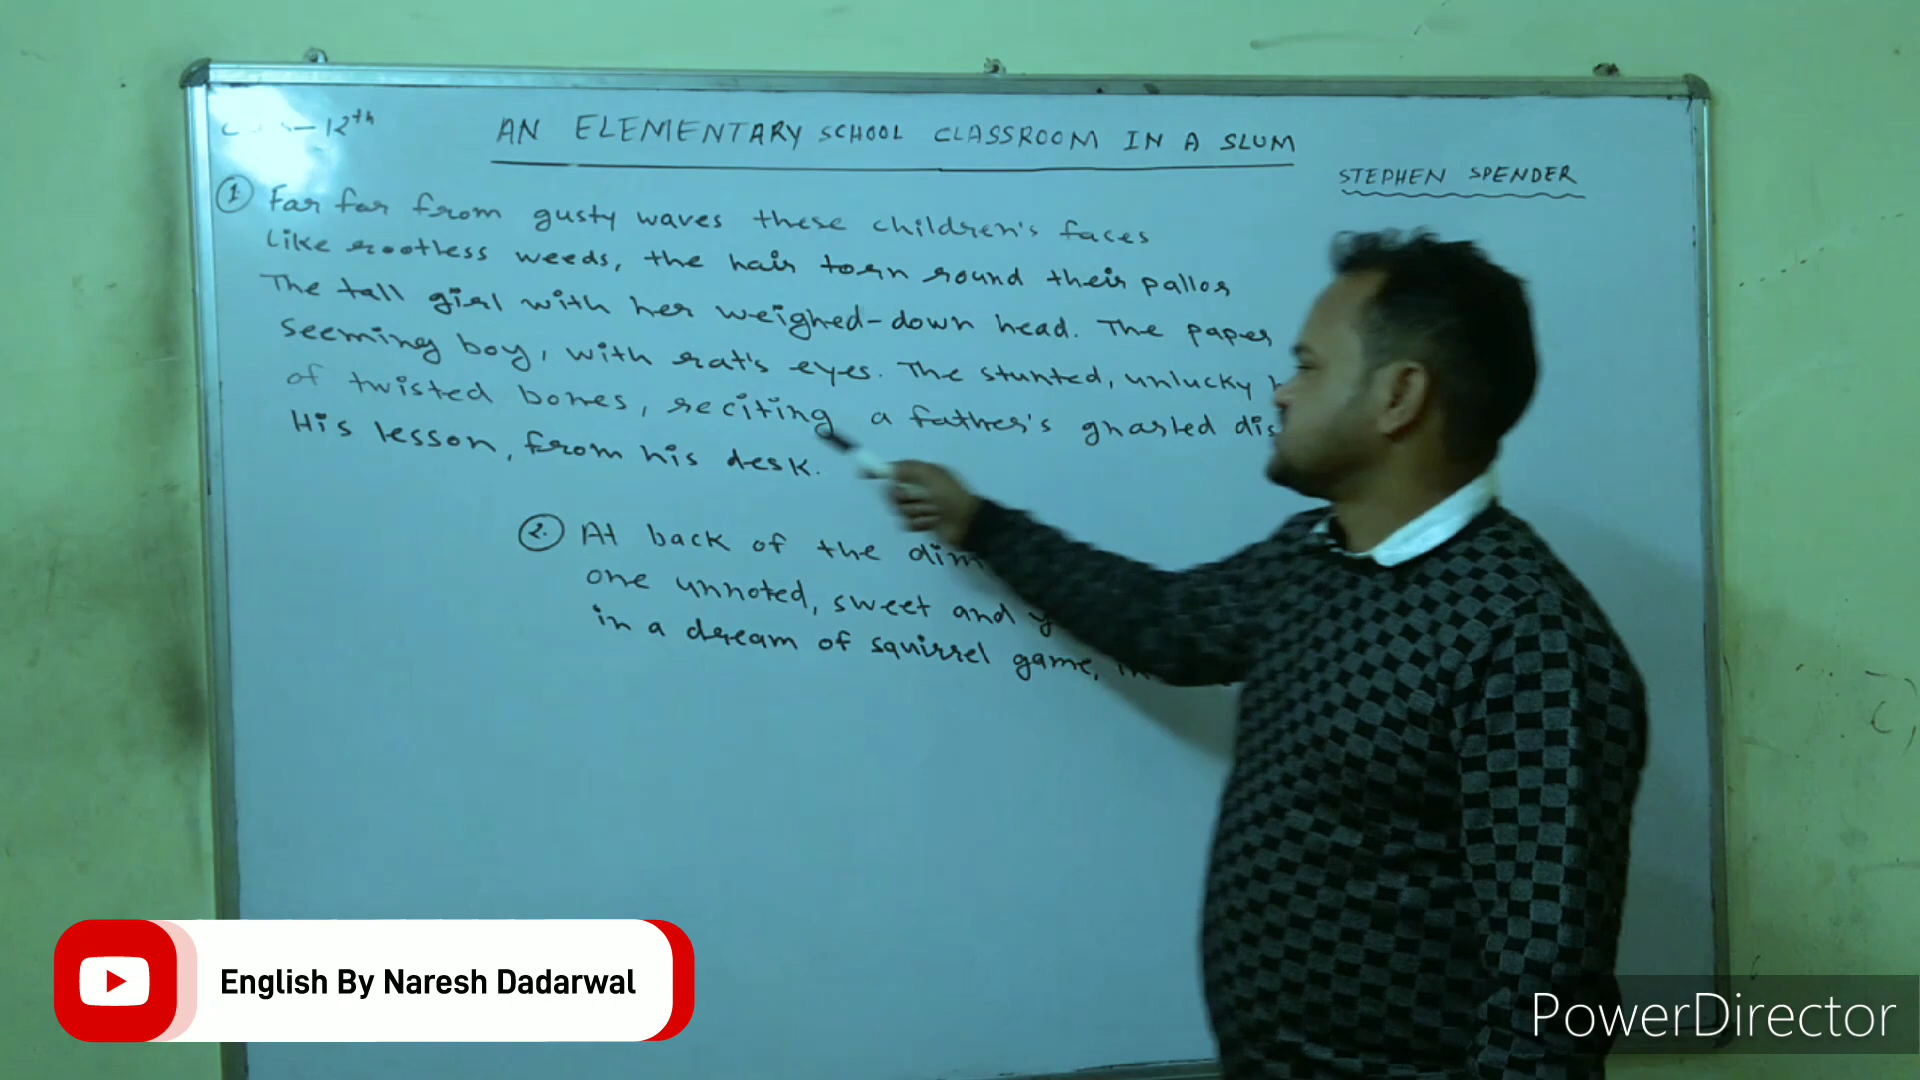 12th
AN ELEMENTARY SCHOOL CLASSROOM IN A SLUM
STEPHEN SPENDER
1. Far far from gusty waves these children's faces
Like rootless weeds, the hair torn round their pallor
The tall girl with her weighed-down head. The paper
seeming boy, with rat's eyes. The stunted, unlucky
of twisted bones, reciting a father's gnarled dis
His lesson, from his desk.
2. At back of the dim
one unnoted, sweet and y
in a dream of squirrel game, in
English By Naresh Dadarwal
PowerDirector